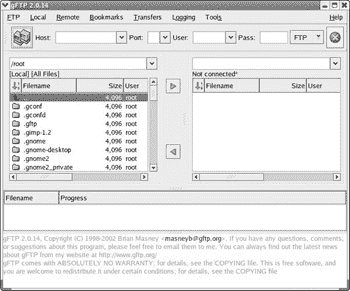 gFTP 2.0.14
FTP Local Remote Bookmarks Transfers Logging Tools Help
Host: Port: User: Pass: FTP
/root
[Local] [All Files] Not connected*
Filename Size User Filename Size User
4,096 root
.gconf 4,096 root
.gconfd 4,096 root
.gftp 4,096 root
.gimp-1.2 4,096 root
.gnome 4,096 root
.gnome-desktop 4,096 root
.gnome2 4,096 root
.gnome2_private 4,096 root
Filename Progress
gFTP 2.0.14, Copyright (C) 1998-2002 Brian Masney <masneyb@gftp.org>. If you have any questions, comments,
or suggestions about this program, please feel free to email them to me. You can always find out the latest news
about gFTP from my website at http://www.gftp.org/
gFTP comes with ABSOLUTELY NO WARRANTY; for details, see the COPYING file. This is free software, and
you are welcome to redistribute it under certain conditions; for details, see the COPYING file